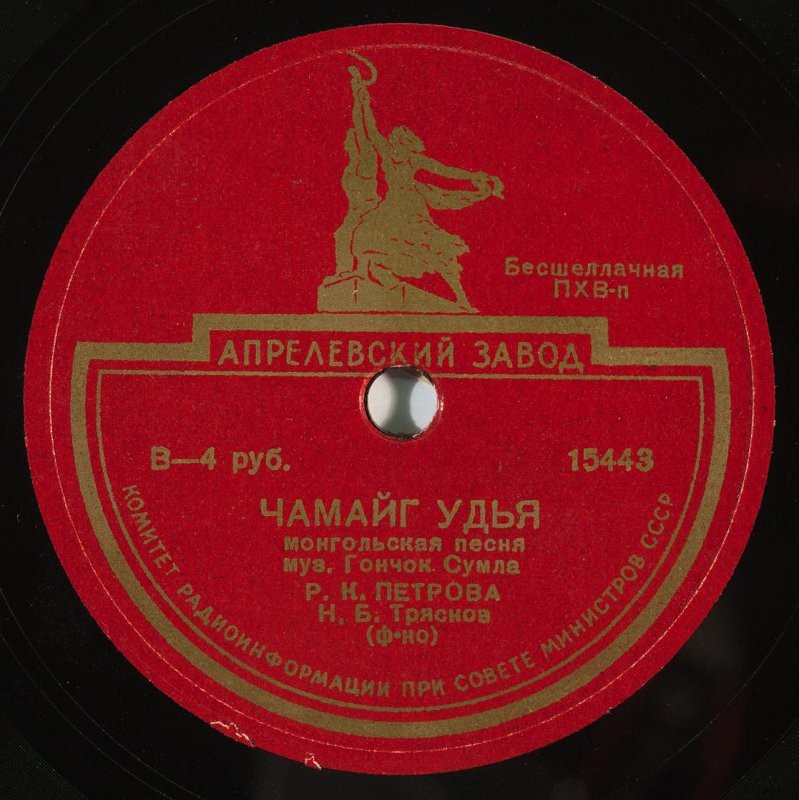 Бесшеллачная
ПХВ-п
АПРЕЛЕВСКИЙ ЗАВОД
В—4 руб.
15443
ЧАМАЙГ УДЬЯ
монгольская песня
муз. Гончок Сумла
Р. К. ПЕТРОВА
Н. Б. Тряснов
(ф-но)
КОМИТЕТ РАДИОИНФОРМАЦИИ ПРИ СОВЕТЕ МИНИСТРОВ СССР